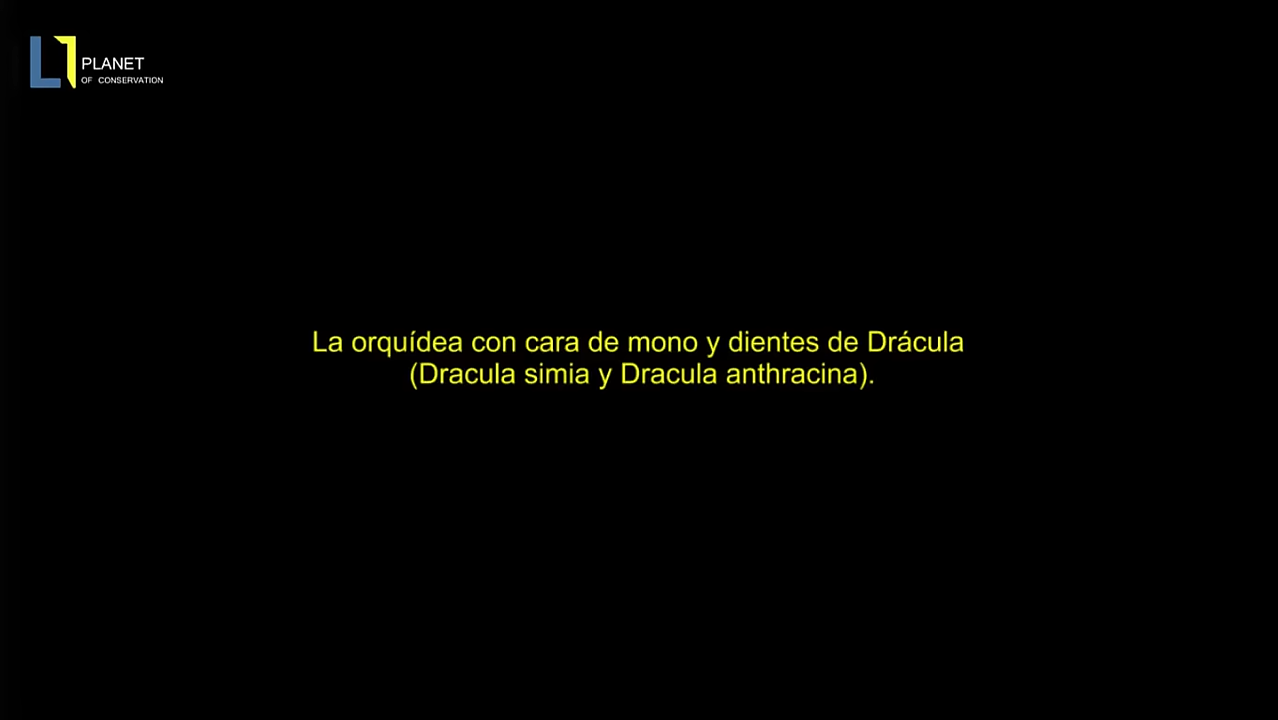 PLANET
OF CONSERVATION
La orquídea con cara de mono y dientes de Drácula
(Dracula simia y Dracula anthracina).